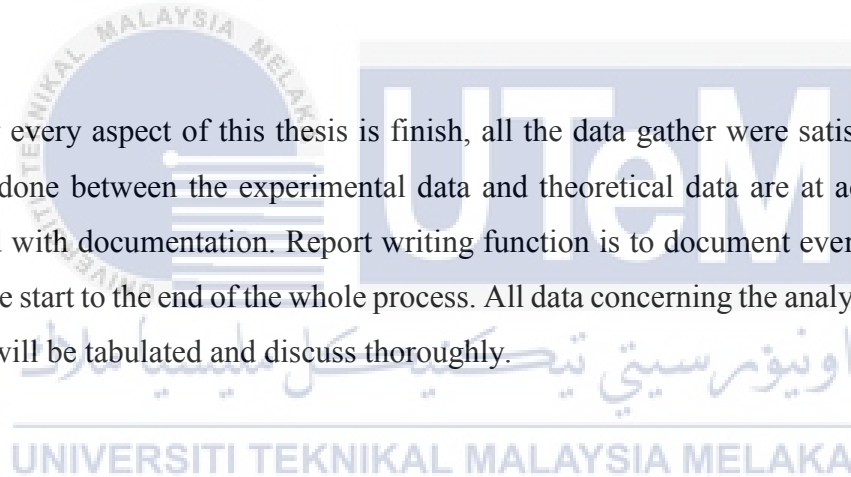 every aspect of this thesis is finish, all the data gather were satis
done between the experimental data and theoretical data are at a
with documentation. Report writing function is to document ever
e start to the end of the whole process. All data concerning the analy
will be tabulated and discuss thoroughly.
UTeM
اونيورسيتي تيكنيكل مليسيا ملاك
UNIVERSITI TEKNIKAL MALAYSIA MELAKA